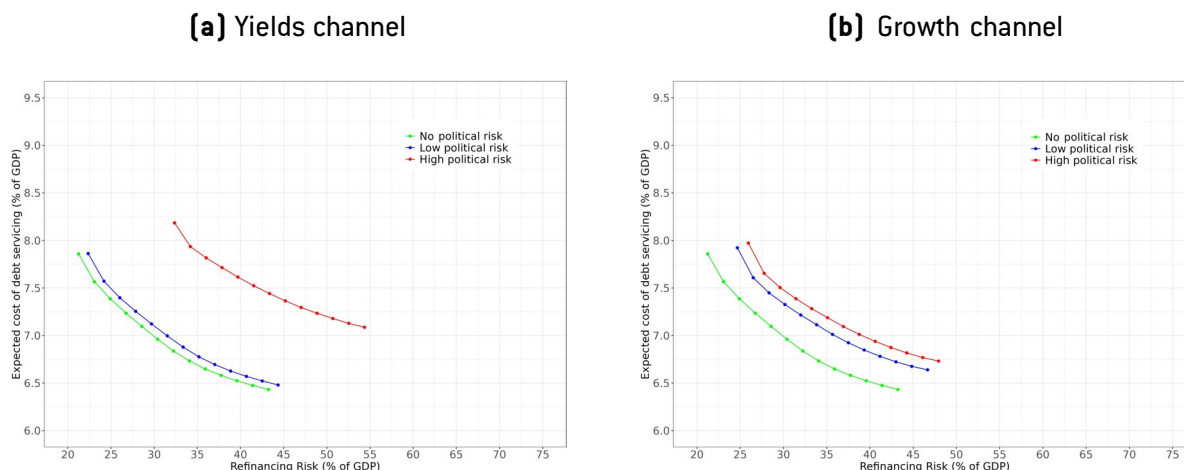 (a) Yields channel
(b) Growth channel
Expected cost of debt servicing (% of GDP)
9.5
9.0
8.5
8.0
7.5
7.0
6.5
6.0
No political risk
Low political risk
High political risk
20 25 30 35 40 45 50 55 60 65 70 75
Refinancing Risk (% of GDP)
Expected cost of debt servicing (% of GDP)
9.5
9.0
8.5
8.0
7.5
7.0
6.5
6.0
No political risk
Low political risk
High political risk
20 25 30 35 40 45 50 55 60 65 70 75
Refinancing Risk (% of GDP)